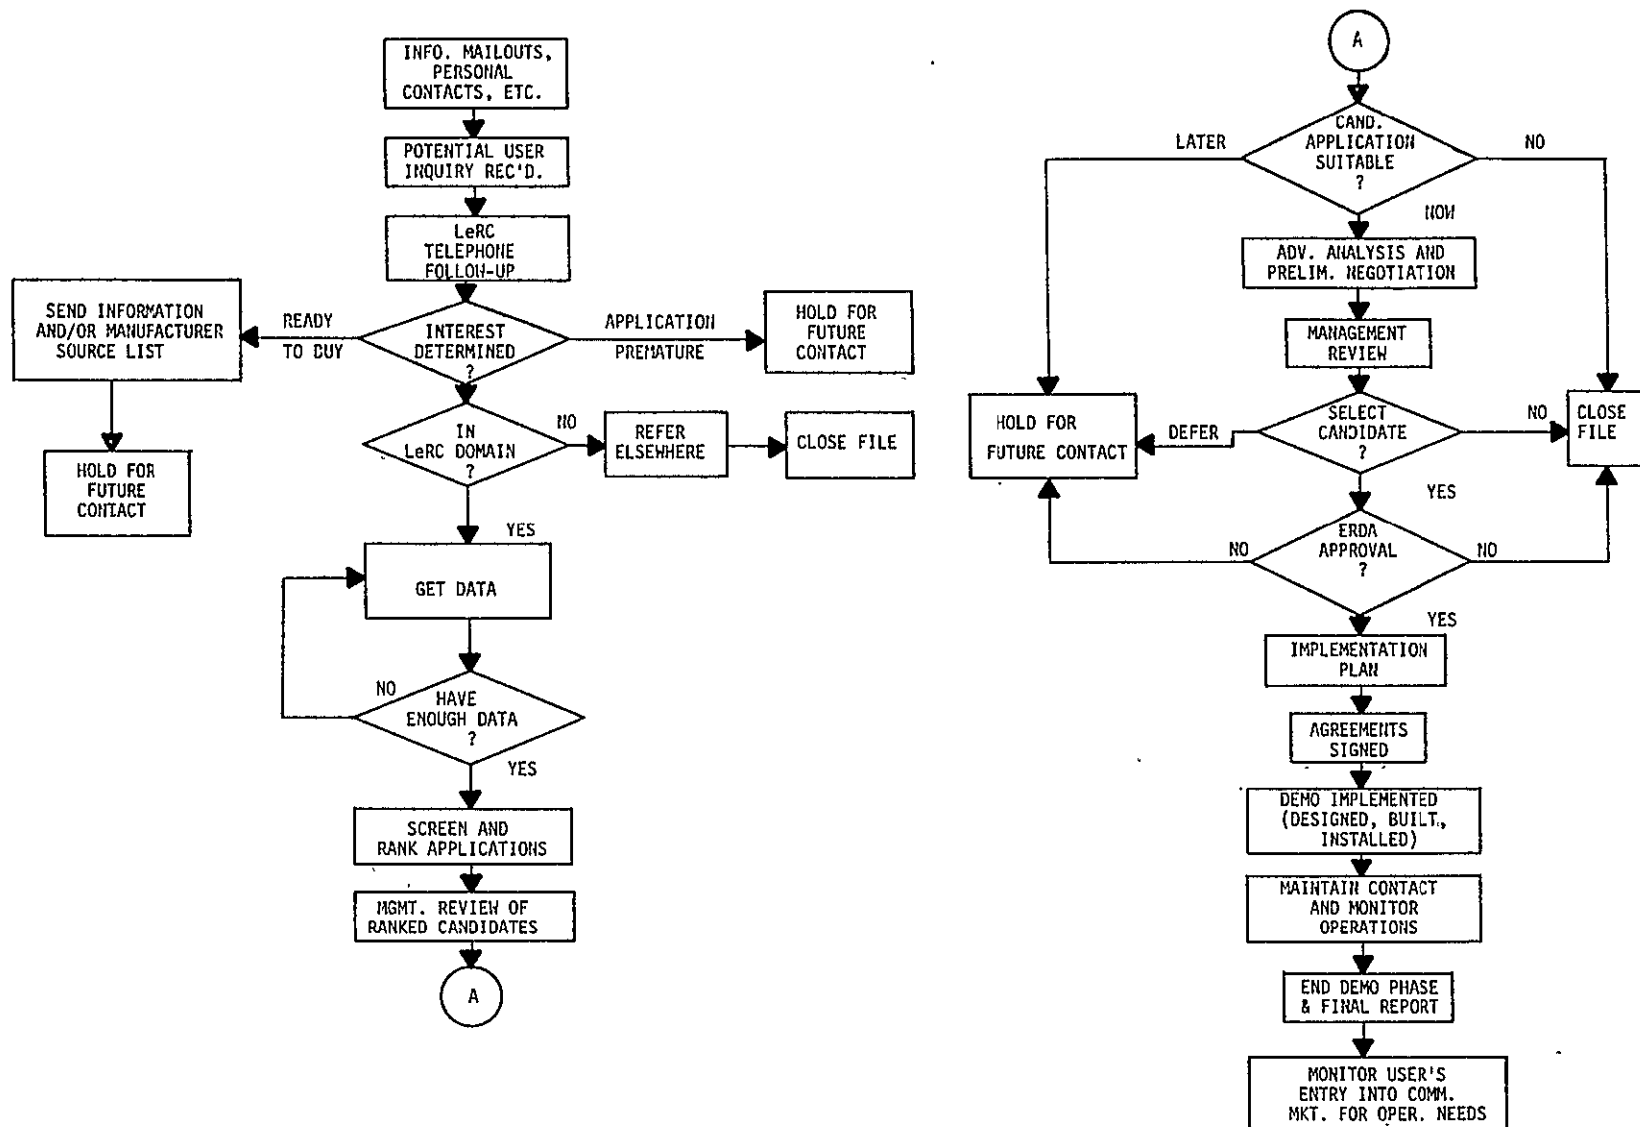 INFO. MAILOUTS,
PERSONAL
CONTACTS, ETC.
POTENTIAL USER
INQUIRY REC'D.
LeRC
TELEPHONE
FOLLOW-UP
SEND INFORMATION
AND/OR MANUFACTURER
SOURCE LIST
READY
TO BUY
INTEREST
DETERMINED
?
APPLICATION
PREMATURE
HOLD FOR
FUTURE
CONTACT
HOLD FOR
FUTURE
CONTACT
IN
LeRC DOMAIN
?
NO
REFER
ELSEWHERE
CLOSE FILE
YES
GET DATA
NO
HAVE
ENOUGH DATA
?
YES
SCREEN AND
RANK APPLICATIONS
MGMT. REVIEW OF
RANKED CANDIDATES
A
A
LATER
CAND.
APPLICATION
SUITABLE
?
NO
NOW
ADV. ANALYSIS AND
PRELIM. NEGOTIATION
MANAGEMENT
REVIEW
HOLD FOR
FUTURE CONTACT
DEFER
SELECT
CANDIDATE
?
NO
CLOSE
FILE
YES
NO
ERDA
APPROVAL
?
NO
YES
IMPLEMENTATION
PLAN
AGREEMENTS
SIGNED
DEMO IMPLEMENTED
(DESIGNED, BUILT,
INSTALLED)
MAINTAIN CONTACT
AND MONITOR
OPERATIONS
END DEMO PHASE
& FINAL REPORT
MONITOR USER'S
ENTRY INTO COMM.
MKT. FOR OPER. NEEDS